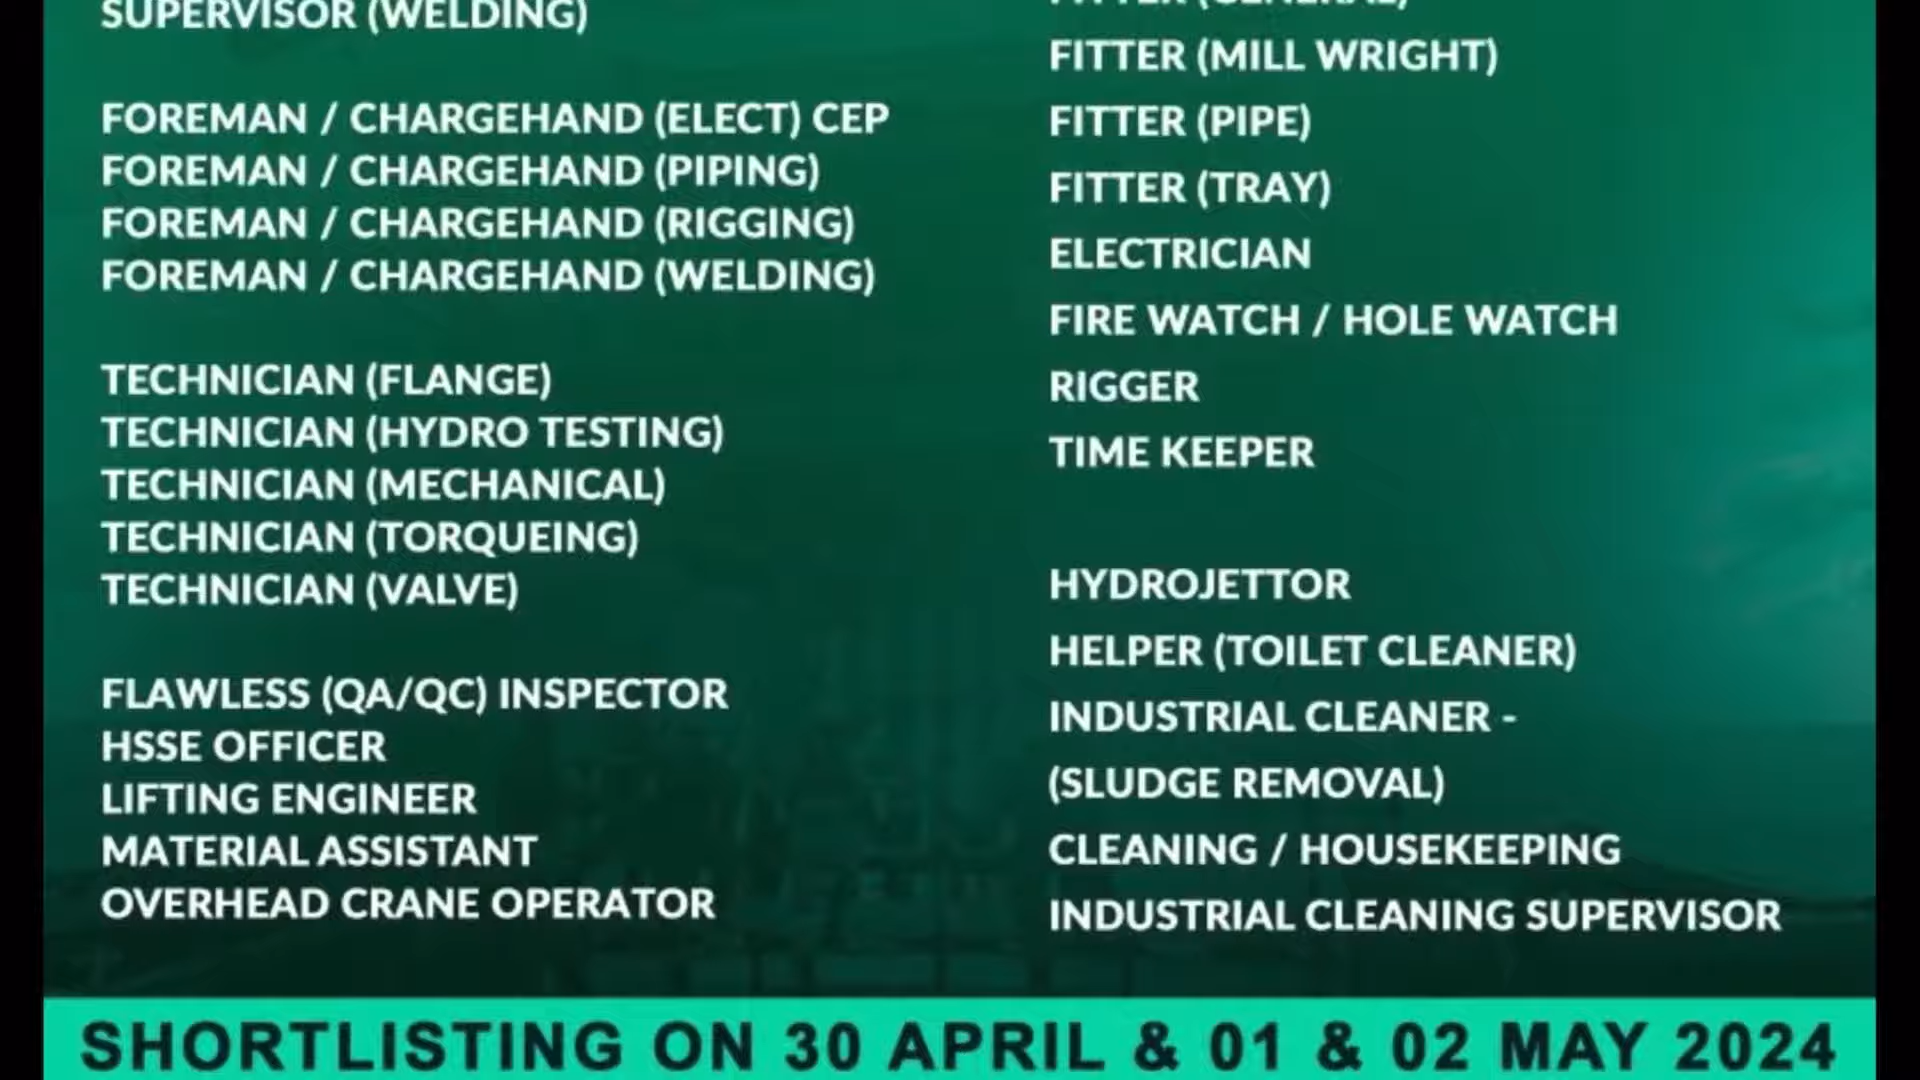 SUPERVISOR (WELDING)
FOREMAN / CHARGEHAND (ELECT) CEP
FOREMAN / CHARGEHAND (PIPING)
FOREMAN / CHARGEHAND (RIGGING)
FOREMAN / CHARGEHAND (WELDING)
TECHNICIAN (FLANGE)
TECHNICIAN (HYDRO TESTING)
TECHNICIAN (MECHANICAL)
TECHNICIAN (TORQUEING)
TECHNICIAN (VALVE)
FLAWLESS (QA/QC) INSPECTOR
HSSE OFFICER
LIFTING ENGINEER
MATERIAL ASSISTANT
OVERHEAD CRANE OPERATOR
FITTER (GENERAL)
FITTER (MILL WRIGHT)
FITTER (PIPE)
FITTER (TRAY)
ELECTRICIAN
FIRE WATCH / HOLE WATCH
RIGGER
TIME KEEPER
HYDROJETTOR
HELPER (TOILET CLEANER)
INDUSTRIAL CLEANER -
(SLUDGE REMOVAL)
CLEANING / HOUSEKEEPING
INDUSTRIAL CLEANING SUPERVISOR
SHORTLISTING ON 30 APRIL & 01 & 02 MAY 2024